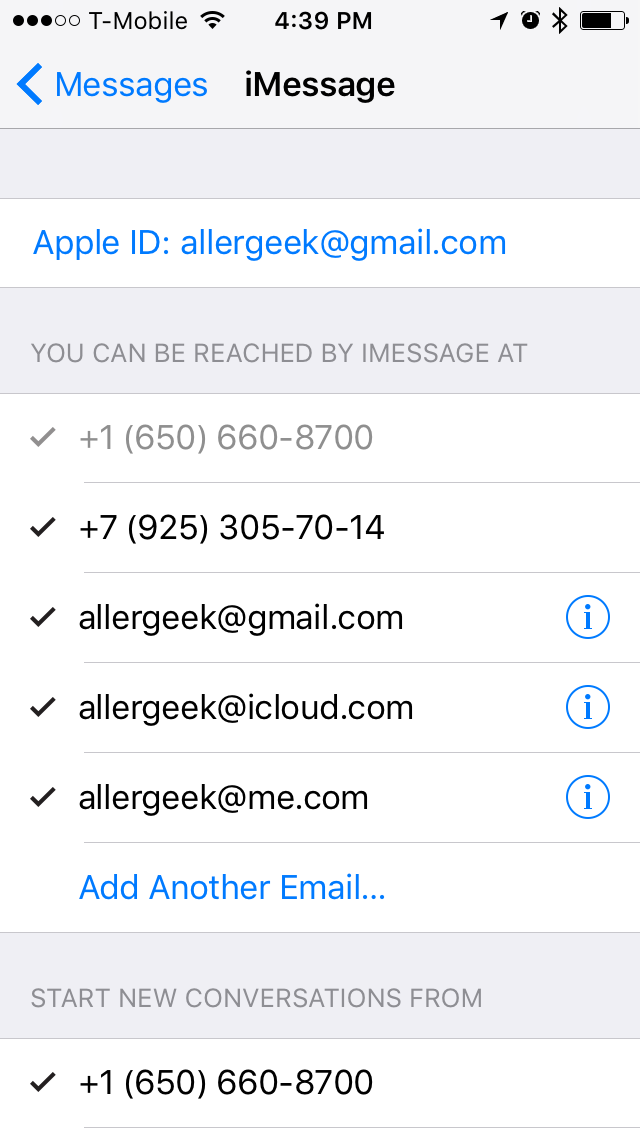 T-Mobile 4:39 PM
Messages iMessage
Apple ID: allergeek@gmail.com
YOU CAN BE REACHED BY IMESSAGE AT
+1 (650) 660-8700
+7 (925) 305-70-14
allergeek@gmail.com
allergeek@icloud.com
allergeek@me.com
Add Another Email...
START NEW CONVERSATIONS FROM
+1 (650) 660-8700